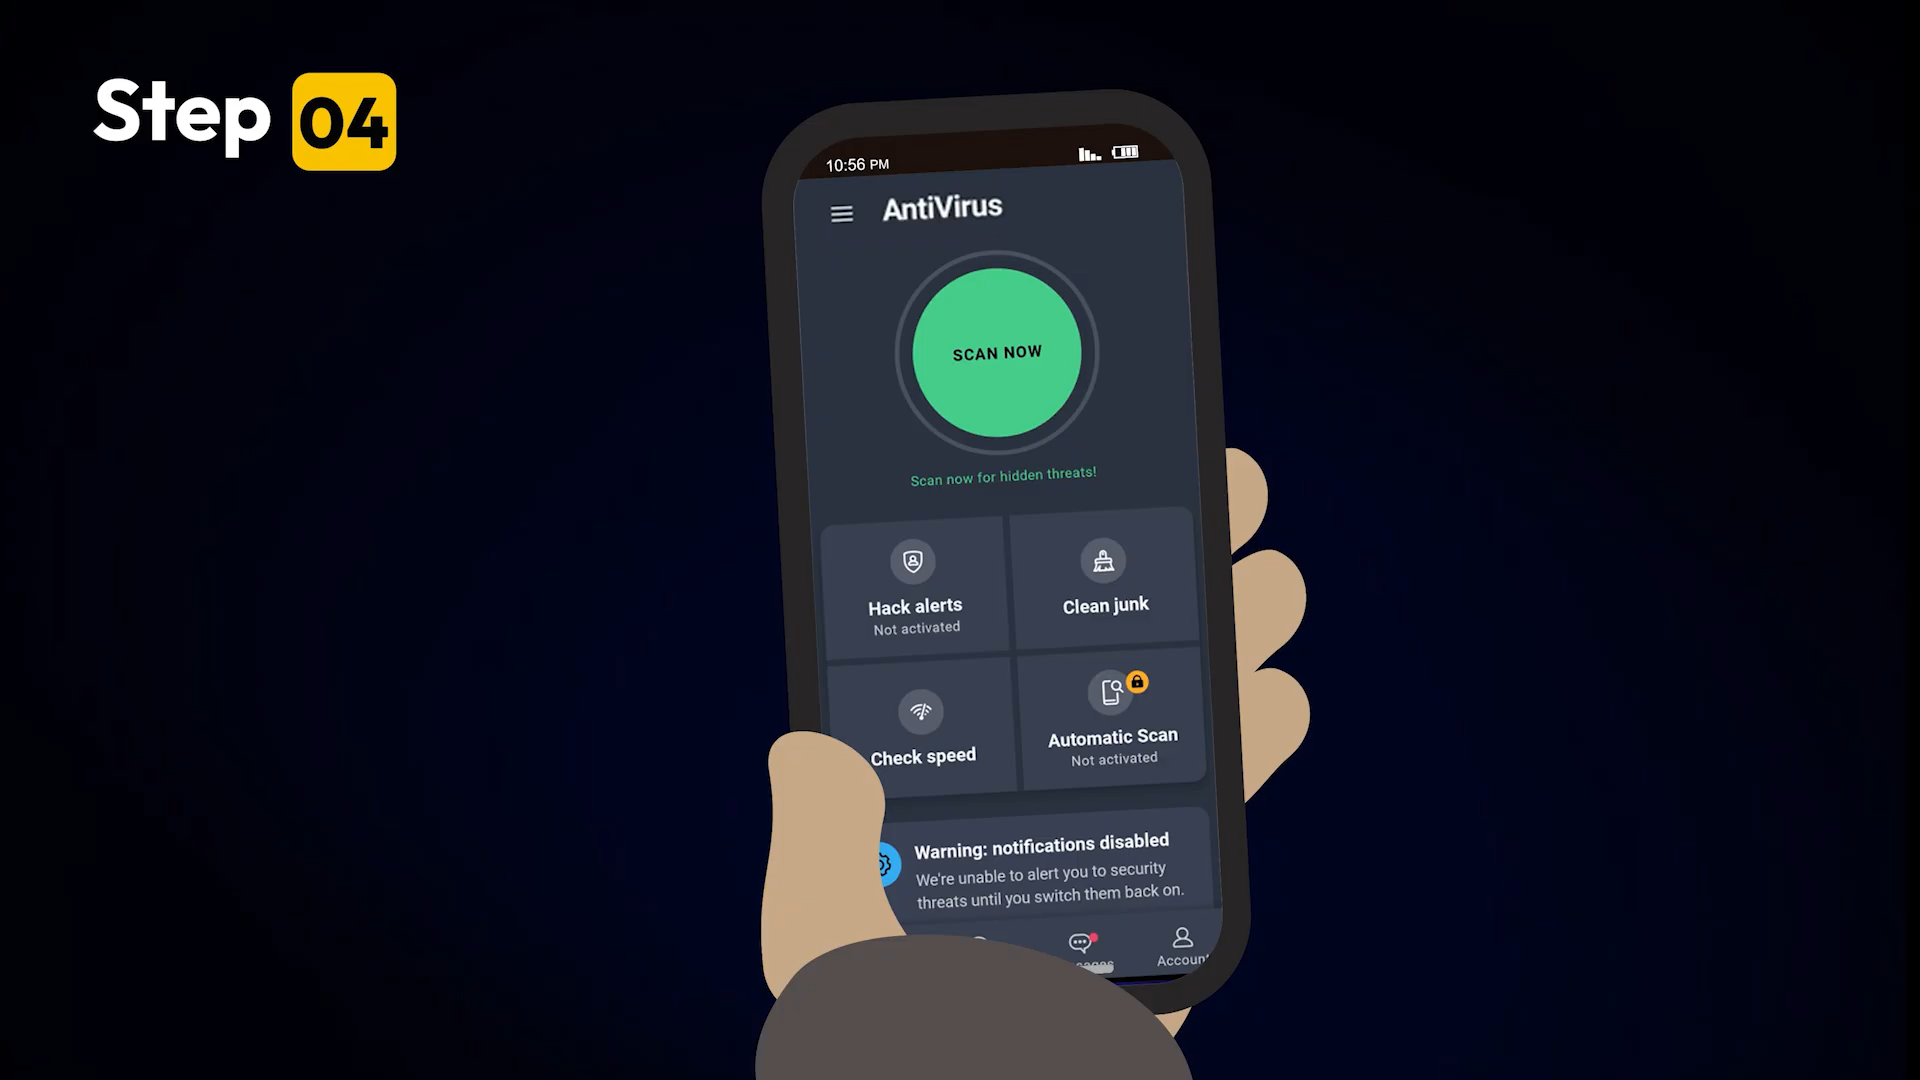 Step 04
10:56 PM
AntiVirus
SCAN NOW
Scan now for hidden threats!
Hack alerts
Not activated
Clean junk
Check speed
Automatic Scan
Not activated
Warning: notifications disabled
We're unable to alert you to security
threats until you switch them back on.
Account